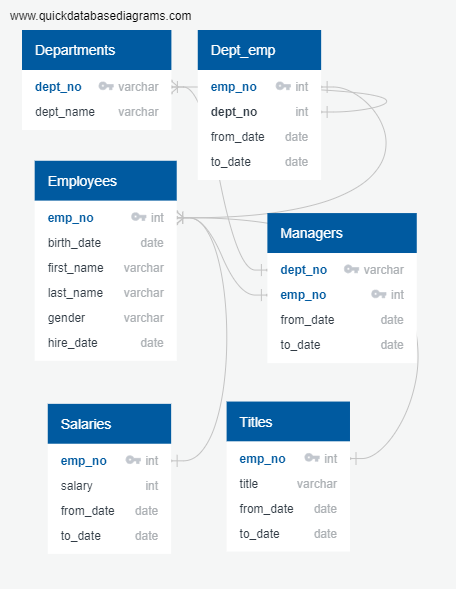 www.quickdatabasediagrams.com
Departments
dept_no varchar
dept_name varchar
Dept_emp
emp_no int
dept_no int
from_date date
to_date date
Employees
emp_no int
birth_date date
first_name varchar
last_name varchar
gender varchar
hire_date date
Managers
dept_no varchar
emp_no int
from_date date
to_date date
Salaries
emp_no int
salary int
from_date date
to_date date
Titles
emp_no int
title varchar
from_date date
to_date date